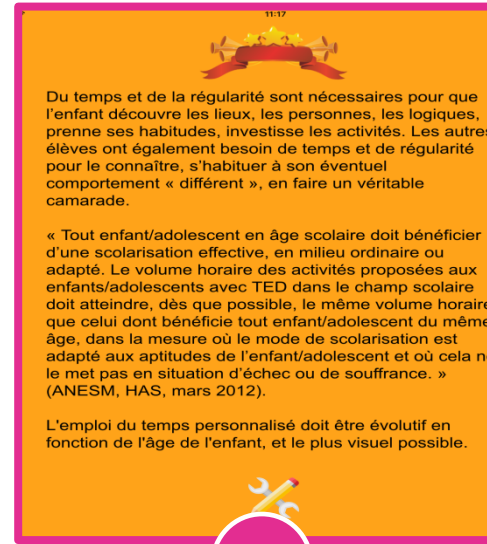 11:17
Du temps et de la régularité sont nécessaires pour que
l'enfant découvre les lieux, les personnes, les logiques,
prenne ses habitudes, investisse les activités. Les autres
élèves ont également besoin de temps et de régularité
pour le connaître, s'habituer à son éventuel
comportement « différent », en faire un véritable
camarade.
« Tout enfant/adolescent en âge scolaire doit bénéficier
d'une scolarisation effective, en milieu ordinaire ou
adapté. Le volume horaire des activités proposées aux
enfants/adolescents avec TED dans le champ scolaire
doit atteindre, dès que possible, le même volume horaire
que celui dont bénéficie tout enfant/adolescent du même
âge, dans la mesure où le mode de scolarisation est
adapté aux aptitudes de l'enfant/adolescent et où cela n
le met pas en situation d'échec ou de souffrance. »
(ANESM, HAS, mars 2012).
L'emploi du temps personnalisé doit être évolutif en
fonction de l'âge de l'enfant, et le plus visuel possible.